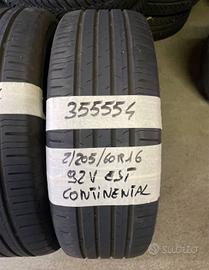 355554
2/205/60R16
92V EST
CONTINENTAL
subito